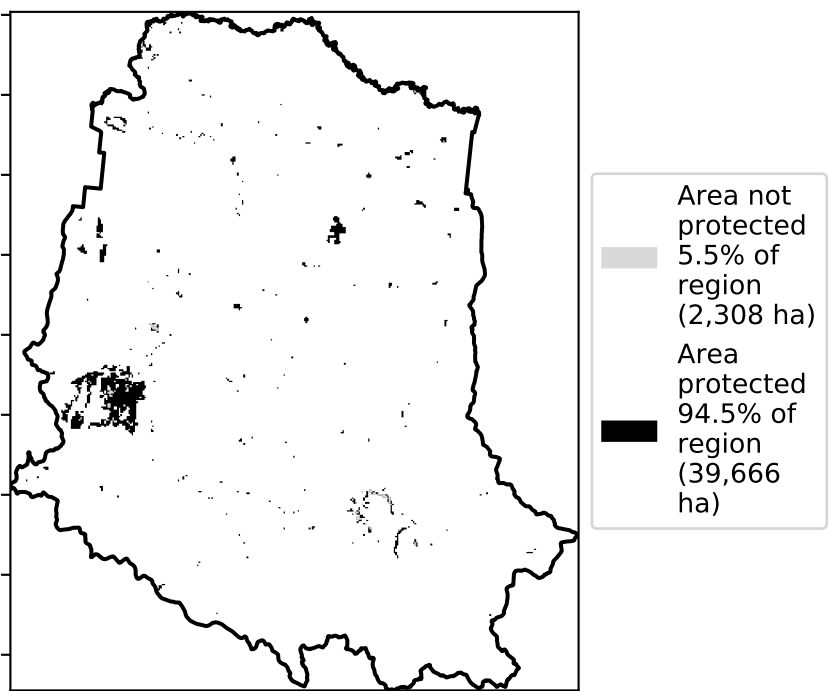 Area not
protected
5.5% of
region
(2,308 ha)
Area
protected
94.5% of
region
(39,666
ha)